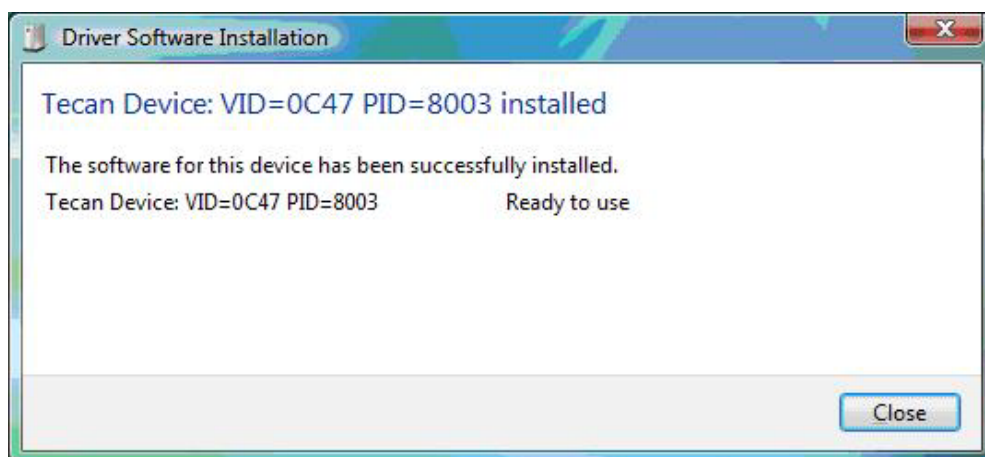 Driver Software Installation
Tecan Device: VID=0C47 PID=8003 installed
The software for this device has been successfully installed.
Tecan Device: VID=0C47 PID=8003 Ready to use
Close